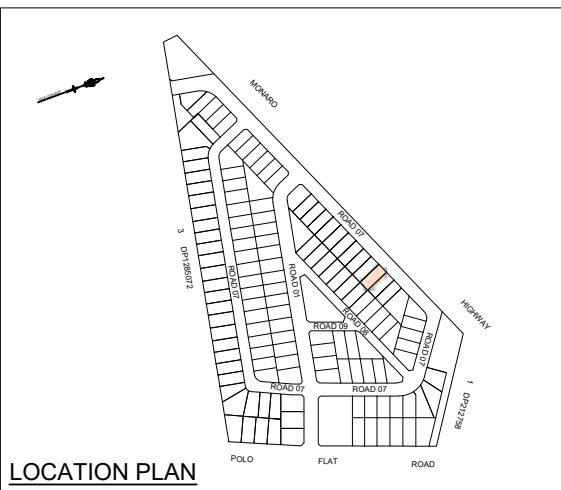 MONARO
ROAD 07
3
DP1285072
ROAD 07
ROAD 01
ROAD 08
ROAD 09
HIGHWAY
ROAD 07
ROAD 07
ROAD 07
1 DP212758
POLO FLAT ROAD
LOCATION PLAN